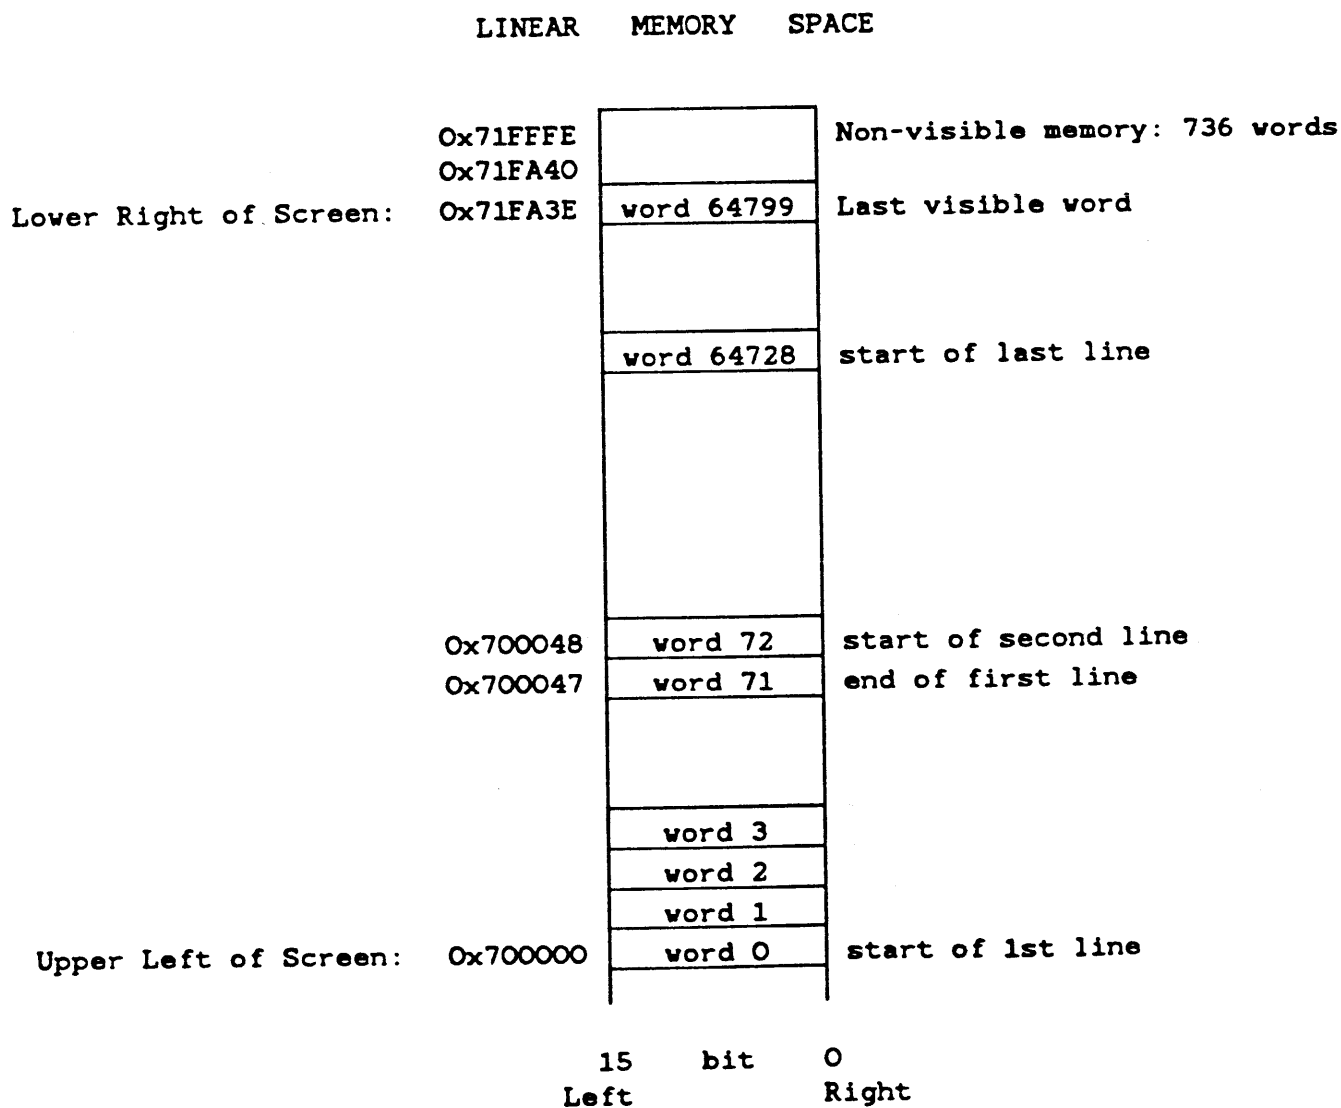 LINEAR MEMORY SPACE
0x71FFFE Non-visible memory: 736 words
0x71FA40
Lower Right of Screen: 0x71FA3E word 64799 Last visible word
word 64728 start of last line
0x700048 word 72 start of second line
0x700047 word 71 end of first line
word 3
word 2
word 1
Upper Left of Screen: 0x700000 word 0 start of 1st line
15 bit 0
Left Right